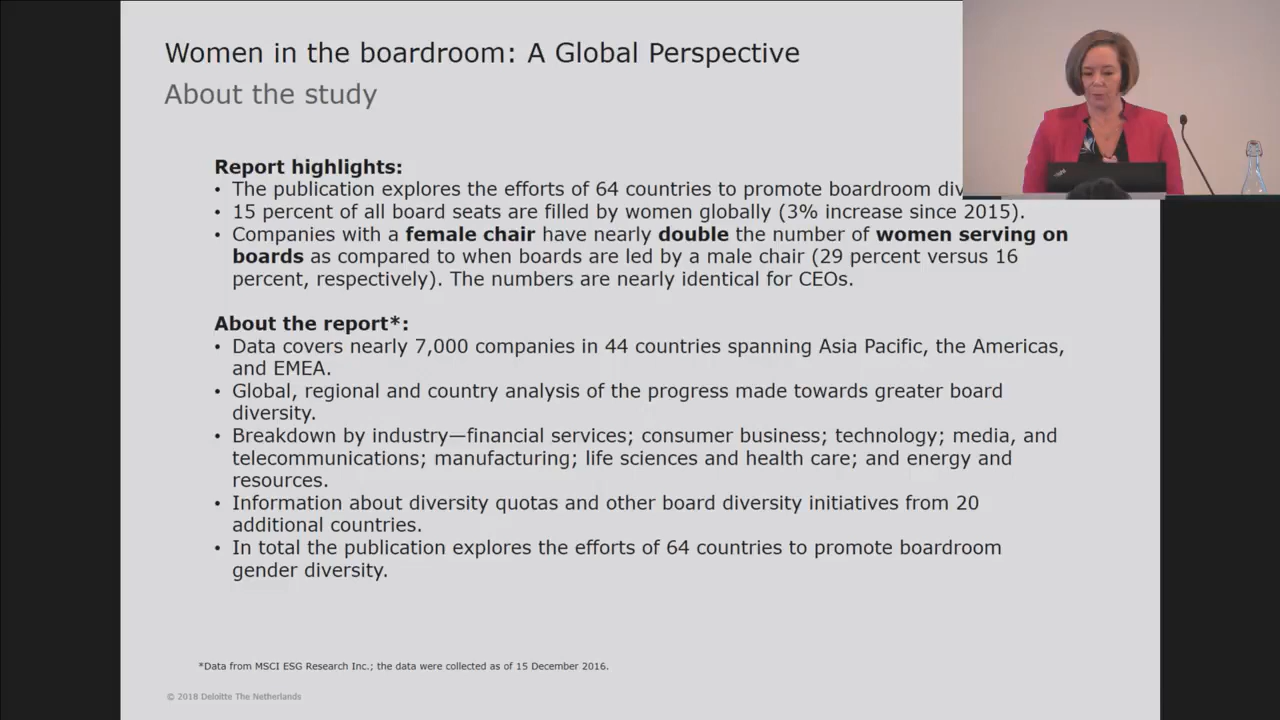 Women in the boardroom: A Global Perspective
About the study
Report highlights:
• The publication explores the efforts of 64 countries to promote boardroom div
• 15 percent of all board seats are filled by women globally (3% increase since 2015).
• Companies with a female chair have nearly double the number of women serving on
boards as compared to when boards are led by a male chair (29 percent versus 16
percent, respectively). The numbers are nearly identical for CEOs.
About the report*:
• Data covers nearly 7,000 companies in 44 countries spanning Asia Pacific, the Americas,
and EMEA.
• Global, regional and country analysis of the progress made towards greater board
diversity.
• Breakdown by industry—financial services; consumer business; technology; media, and
telecommunications; manufacturing; life sciences and health care; and energy and
resources.
• Information about diversity quotas and other board diversity initiatives from 20
additional countries.
• In total the publication explores the efforts of 64 countries to promote boardroom
gender diversity.
*Data from MSCI ESG Research Inc.; the data were collected as of 15 December 2016.
© 2018 Deloitte The Netherlands